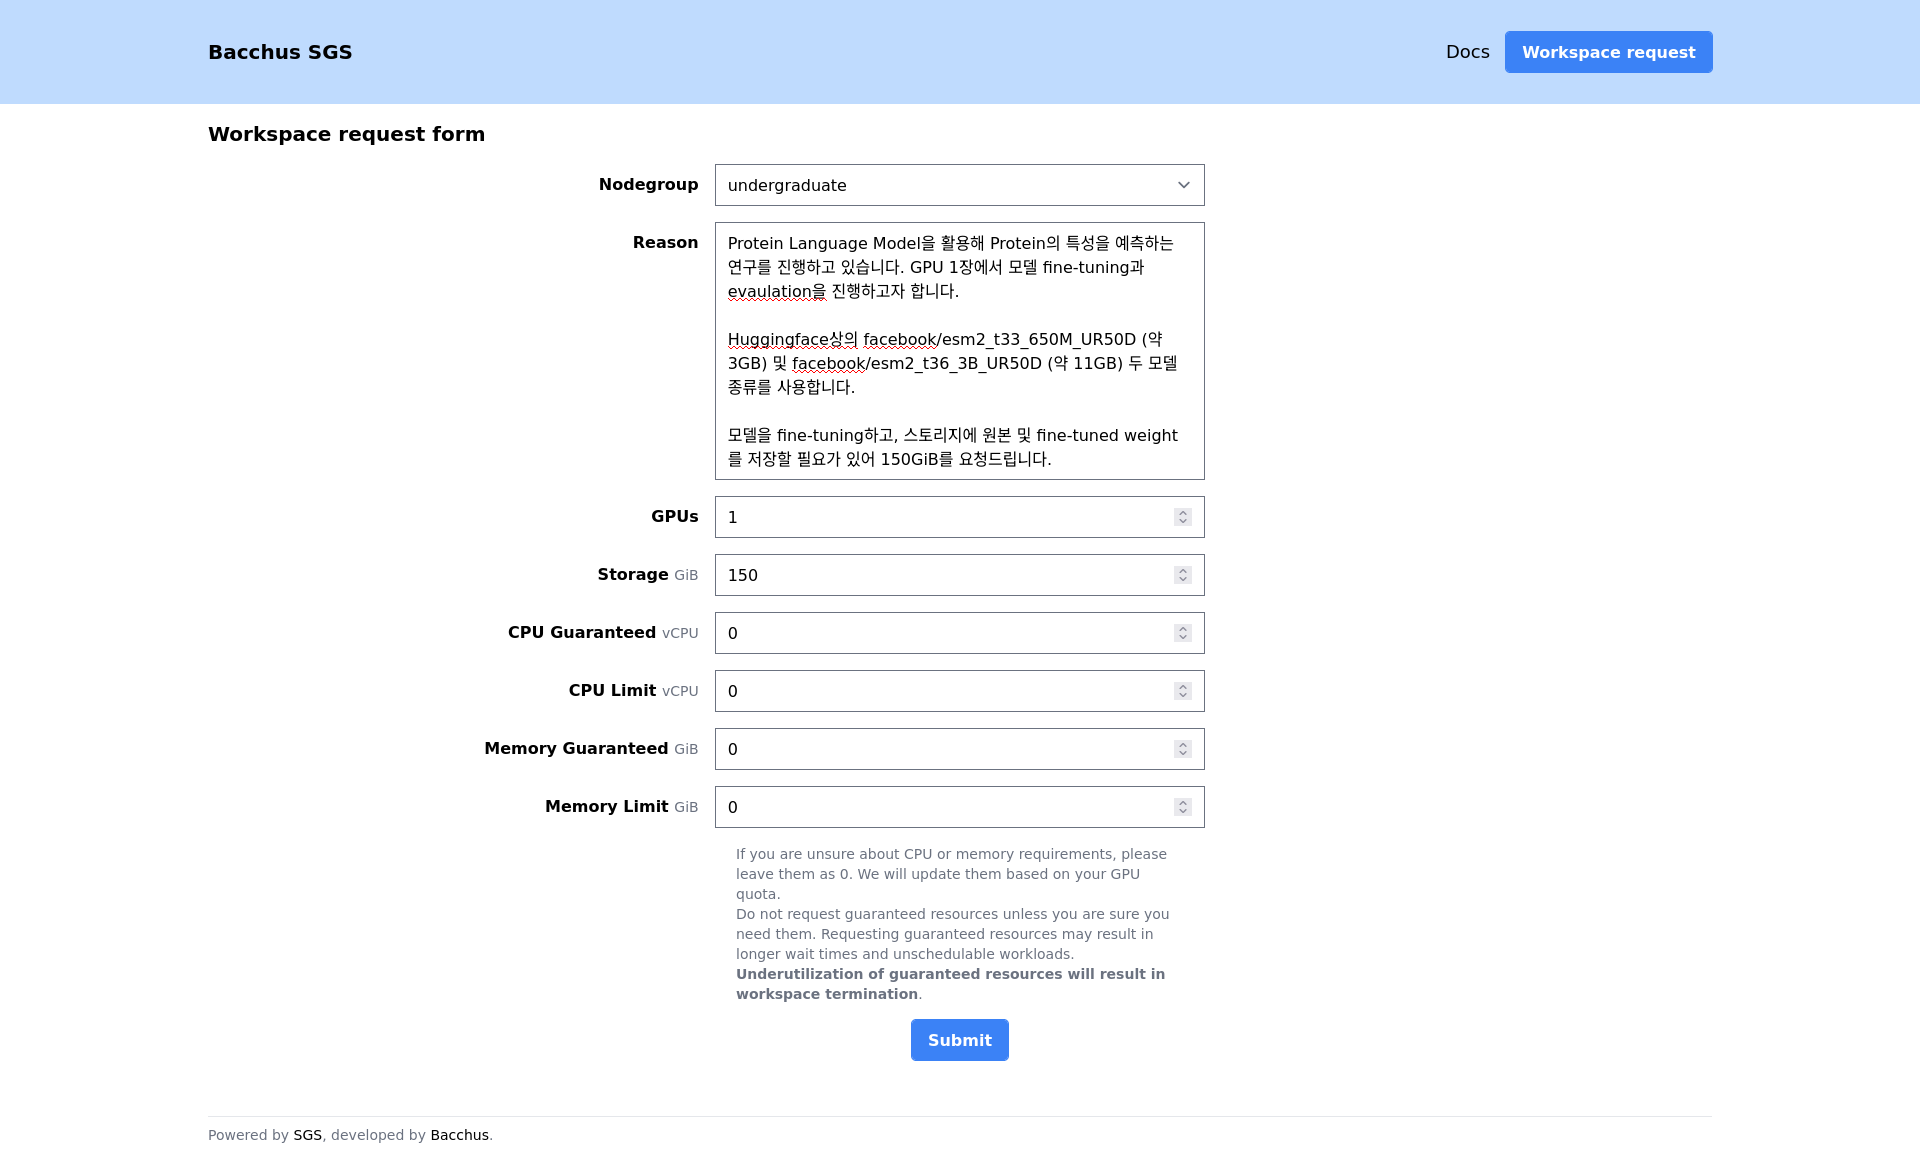 Bacchus SGS
Docs
Workspace request
Workspace request form
Nodegroup
undergraduate
Reason
Protein Language Model을 활용해 Protein의 특성을 예측하는
연구를 진행하고 있습니다. GPU 1장에서 모델 fine-tuning과
evaulation을 진행하고자 합니다.
Huggingface상의 facebook/esm2_t33_650M_UR50D (약
3GB) 및 facebook/esm2_t36_3B_UR50D (약 11GB) 두 모델
종류를 사용합니다.
모델을 fine-tuning하고, 스토리지에 원본 및 fine-tuned weight
를 저장할 필요가 있어 150GiB를 요청드립니다.
GPUs
1
Storage GiB
150
CPU Guaranteed vCPU
0
CPU Limit vCPU
0
Memory Guaranteed GiB
0
Memory Limit GiB
0
If you are unsure about CPU or memory requirements, please
leave them as 0. We will update them based on your GPU
quota.
Do not request guaranteed resources unless you are sure you
need them. Requesting guaranteed resources may result in
longer wait times and unschedulable workloads.
Underutilization of guaranteed resources will result in
workspace termination.
Submit
Powered by SGS, developed by Bacchus.